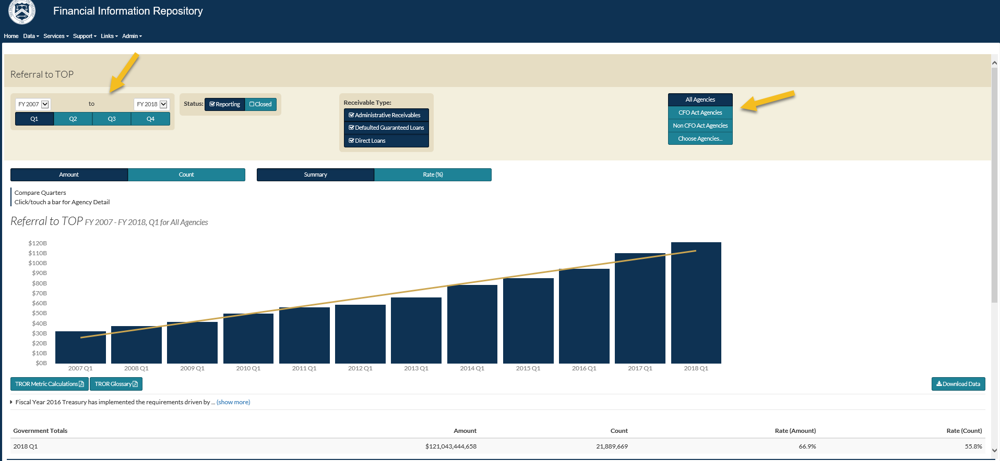 Financial Information Repository
Home Data Services Support Links Admin
Referral to TOP
FY 2007 to FY 2018
Q1 Q2 Q3 Q4
Status: Reporting Closed
Receivable Type:
Administrative Receivables
Defaulted Guaranteed Loans
Direct Loans
All Agencies
CFO Act Agencies
Non CFO Act Agencies
Choose Agencies...
Amount Count Summary Rate (%)
Compare Quarters
Click/touch a bar for Agency Detail
Referral to TOP FY 2007 - FY 2018, Q1 for All Agencies
$120B
$110B
$100B
$90B
$80B
$70B
$60B
$50B
$40B
$30B
$20B
$10B
$0B
2007 Q1 2008 Q1 2009 Q1 2010 Q1 2011 Q1 2012 Q1 2013 Q1 2014 Q1 2015 Q1 2016 Q1 2017 Q1 2018 Q1
TROR Metric Calculations TROR Glossary Download Data
Fiscal Year 2016 Treasury has implemented the requirements driven by ... (show more)
Government Totals Amount Count Rate (Amount) Rate (Count)
2018 Q1 $121,043,444,658 21,889,669 66.9% 55.8%